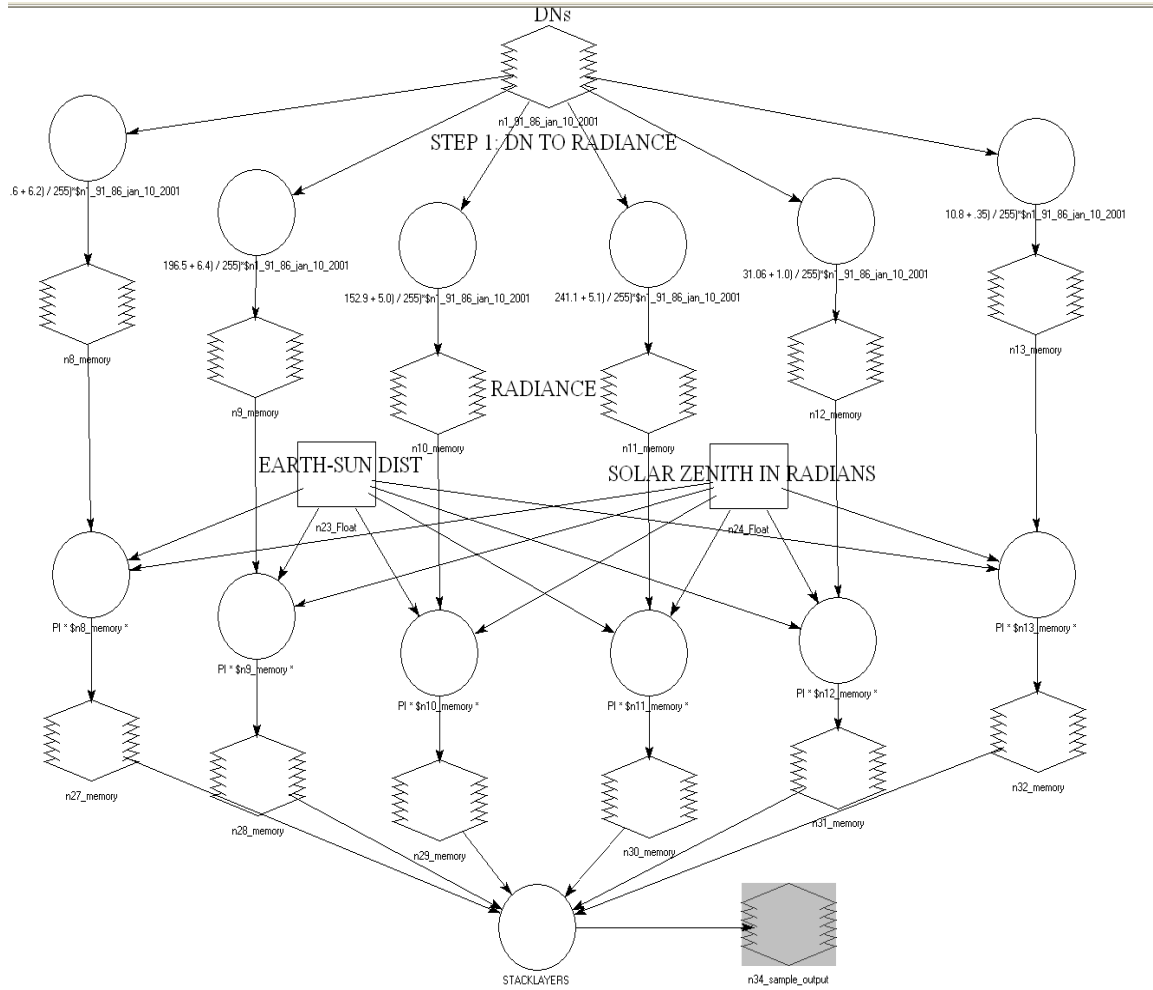 DNs
n1_91_86_jan_10_2001
STEP 1: DN TO RADIANCE
.6 + 6.2) / 255)*$n1_91_86_jan_10_2001
196.5 + 6.4) / 255)*$n1_91_86_jan_10_2001
152.9 + 5.0) / 255)*$n1_91_86_jan_10_2001
241.1 + 5.1) / 255)*$n1_91_86_jan_10_2001
31.06 + 1.0) / 255)*$n1_91_86_jan_10_2001
10.8 + .35) / 255)*$n1_91_86_jan_10_2001
n8_memory
n9_memory
n10_memory
RADIANCE
n11_memory
n12_memory
n13_memory
EARTH-SUN DIST
SOLAR ZENITH IN RADIANS
n23_Float
n24_Float
PI * $n8_memory *
PI * $n9_memory *
PI * $n10_memory *
PI * $n11_memory *
PI * $n12_memory *
PI * $n13_memory *
n27_memory
n28_memory
n29_memory
n30_memory
n31_memory
n32_memory
STACKLAYERS
n34_sample_output